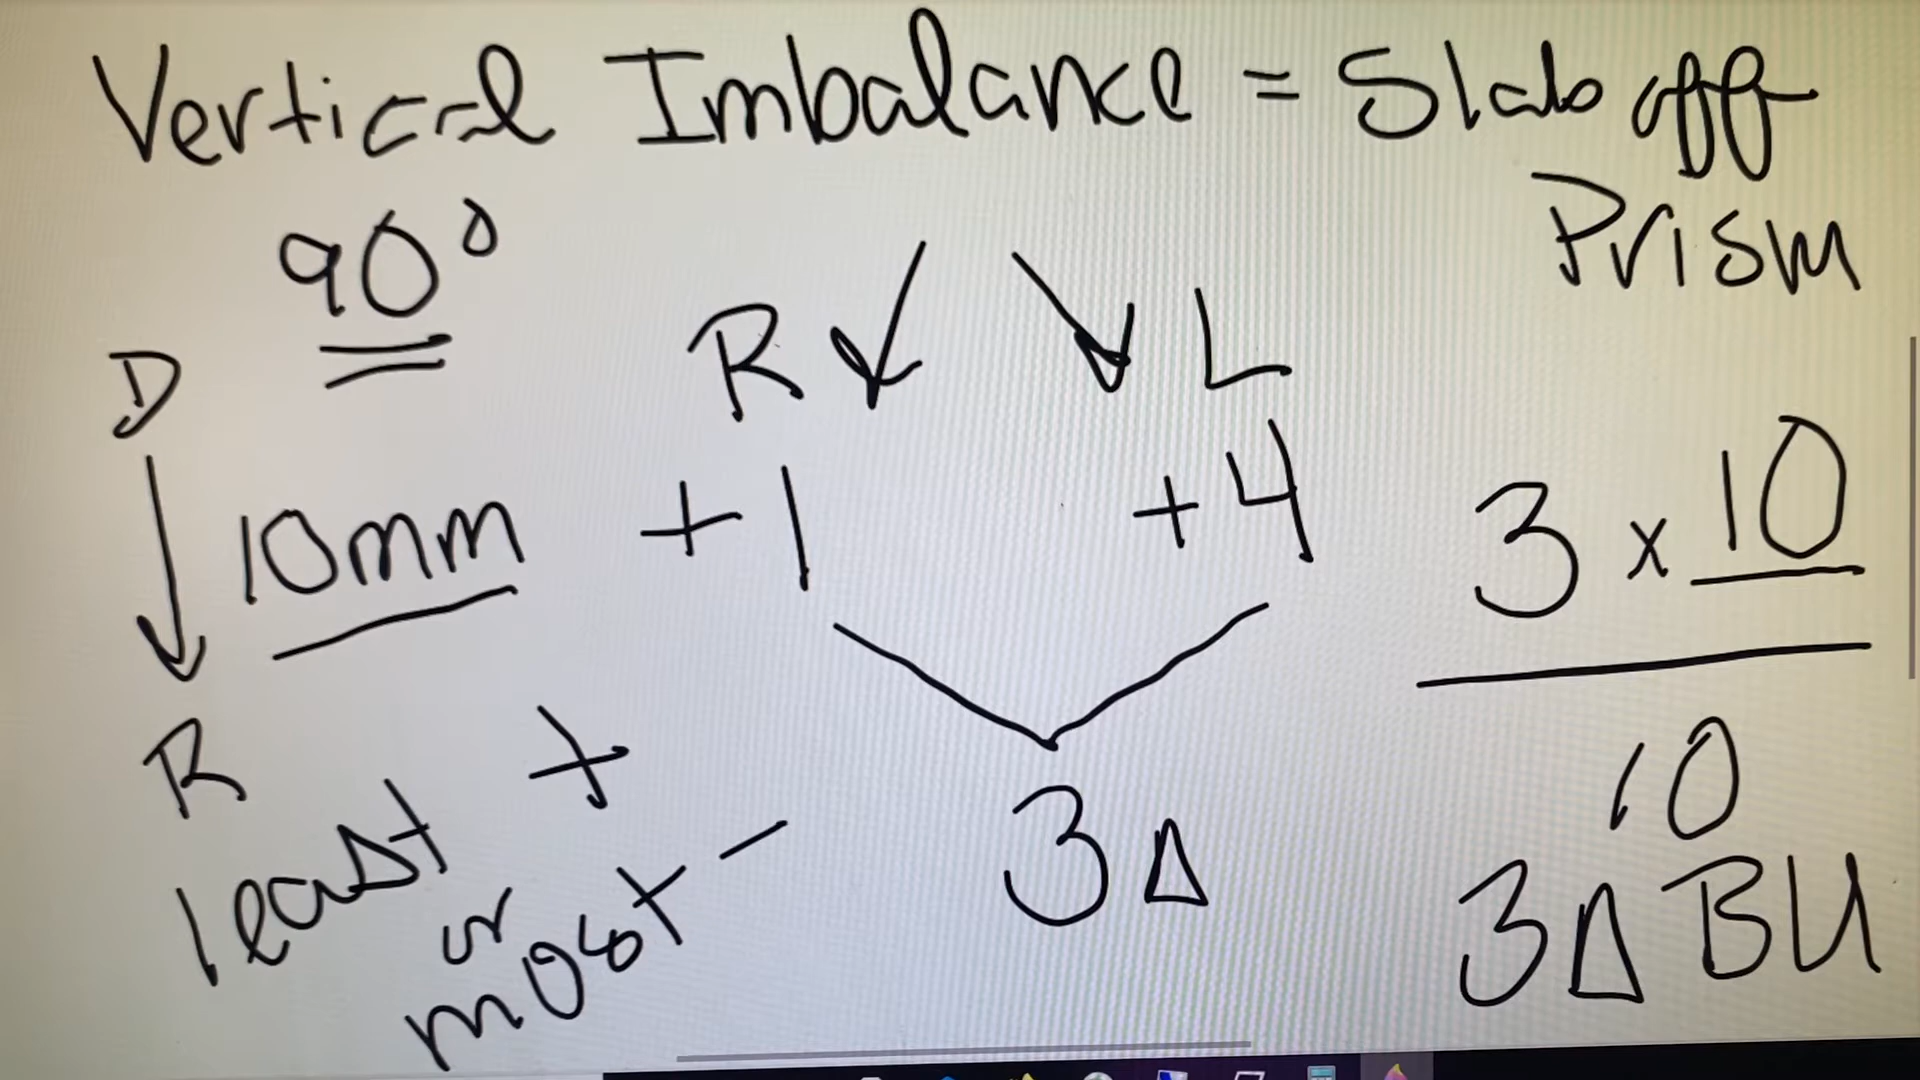 Vertical Imbalance = Slab off
Prism
90°
R L
D
10mm
+1 +4
3 x 10
10
R
least +
or
most -
3Δ
3Δ BU